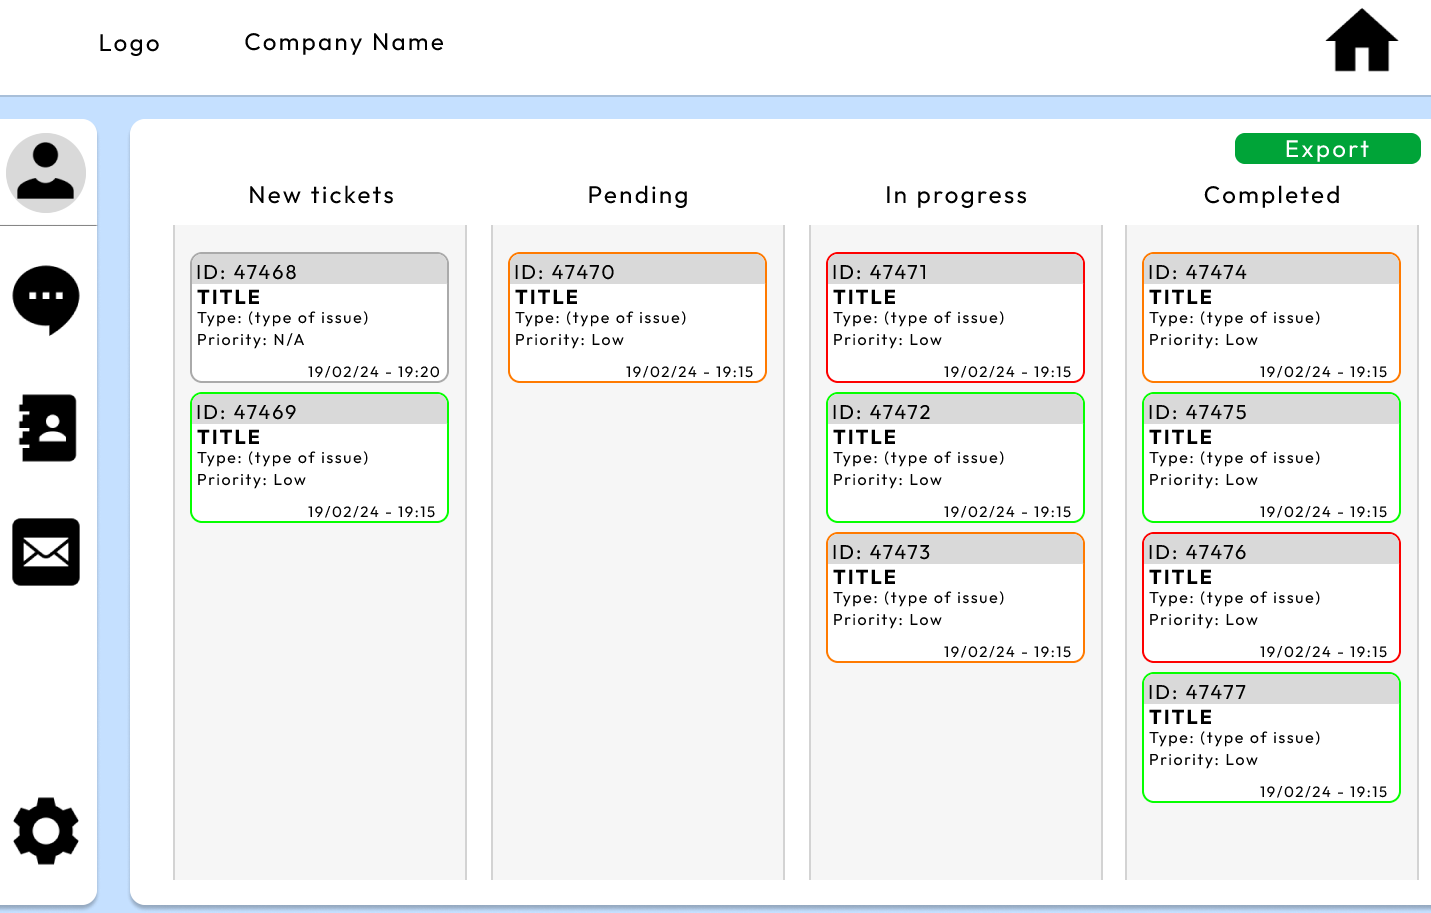 Logo
Company Name
Export
New tickets
ID: 47468
TITLE
Type: (type of issue)
Priority: N/A
19/02/24 - 19:20
ID: 47469
TITLE
Type: (type of issue)
Priority: Low
19/02/24 - 19:15
Pending
ID: 47470
TITLE
Type: (type of issue)
Priority: Low
19/02/24 - 19:15
In progress
ID: 47471
TITLE
Type: (type of issue)
Priority: Low
19/02/24 - 19:15
ID: 47472
TITLE
Type: (type of issue)
Priority: Low
19/02/24 - 19:15
ID: 47473
TITLE
Type: (type of issue)
Priority: Low
19/02/24 - 19:15
Completed
ID: 47474
TITLE
Type: (type of issue)
Priority: Low
19/02/24 - 19:15
ID: 47475
TITLE
Type: (type of issue)
Priority: Low
19/02/24 - 19:15
ID: 47476
TITLE
Type: (type of issue)
Priority: Low
19/02/24 - 19:15
ID: 47477
TITLE
Type: (type of issue)
Priority: Low
19/02/24 - 19:15